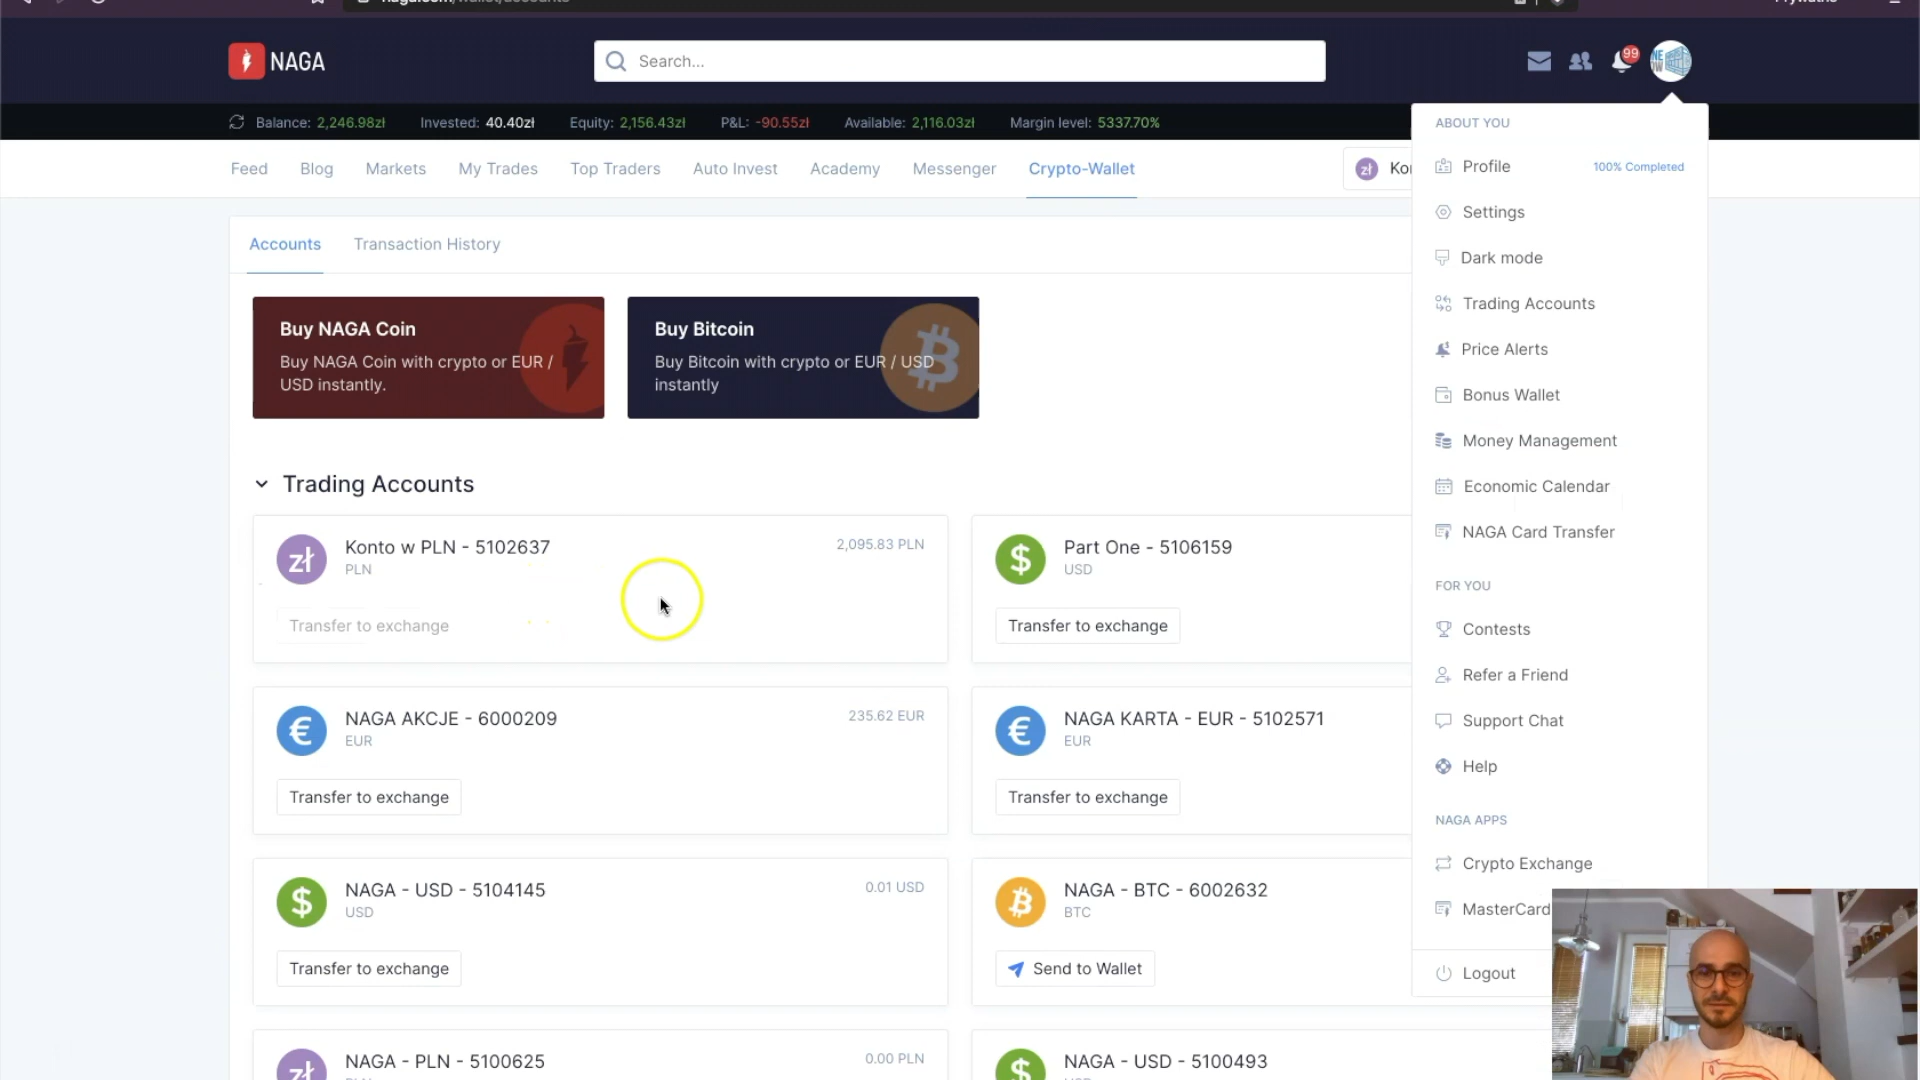 NAGA
Search...
99
Balance: 2,246.98zł Invested: 40.40zł Equity: 2,156.43zł P&L: -90.55zł Available: 2,116.03zł Margin level: 5337.70%
Feed Blog Markets My Trades Top Traders Auto Invest Academy Messenger Crypto-Wallet
zł
Accounts Transaction History
Buy NAGA Coin
Buy NAGA Coin with crypto or EUR /
USD instantly.
Buy Bitcoin
Buy Bitcoin with crypto or EUR / USD
instantly
Trading Accounts
zł
Konto w PLN - 5102637
2,095.83 PLN
PLN
Transfer to exchange
$
Part One - 5106159
USD
Transfer to exchange
€
NAGA AKCJE - 6000209
235.62 EUR
EUR
Transfer to exchange
€
NAGA KARTA - EUR - 5102571
EUR
Transfer to exchange
$
NAGA - USD - 5104145
0.01 USD
USD
Transfer to exchange
NAGA - BTC - 6002632
BTC
Send to Wallet
zł
NAGA - PLN - 5100625
0.00 PLN
$
NAGA - USD - 5100493
ABOUT YOU
Profile 100% Completed
Settings
Dark mode
Trading Accounts
Price Alerts
Bonus Wallet
Money Management
Economic Calendar
NAGA Card Transfer
FOR YOU
Contests
Refer a Friend
Support Chat
Help
NAGA APPS
Crypto Exchange
MasterCard
Logout